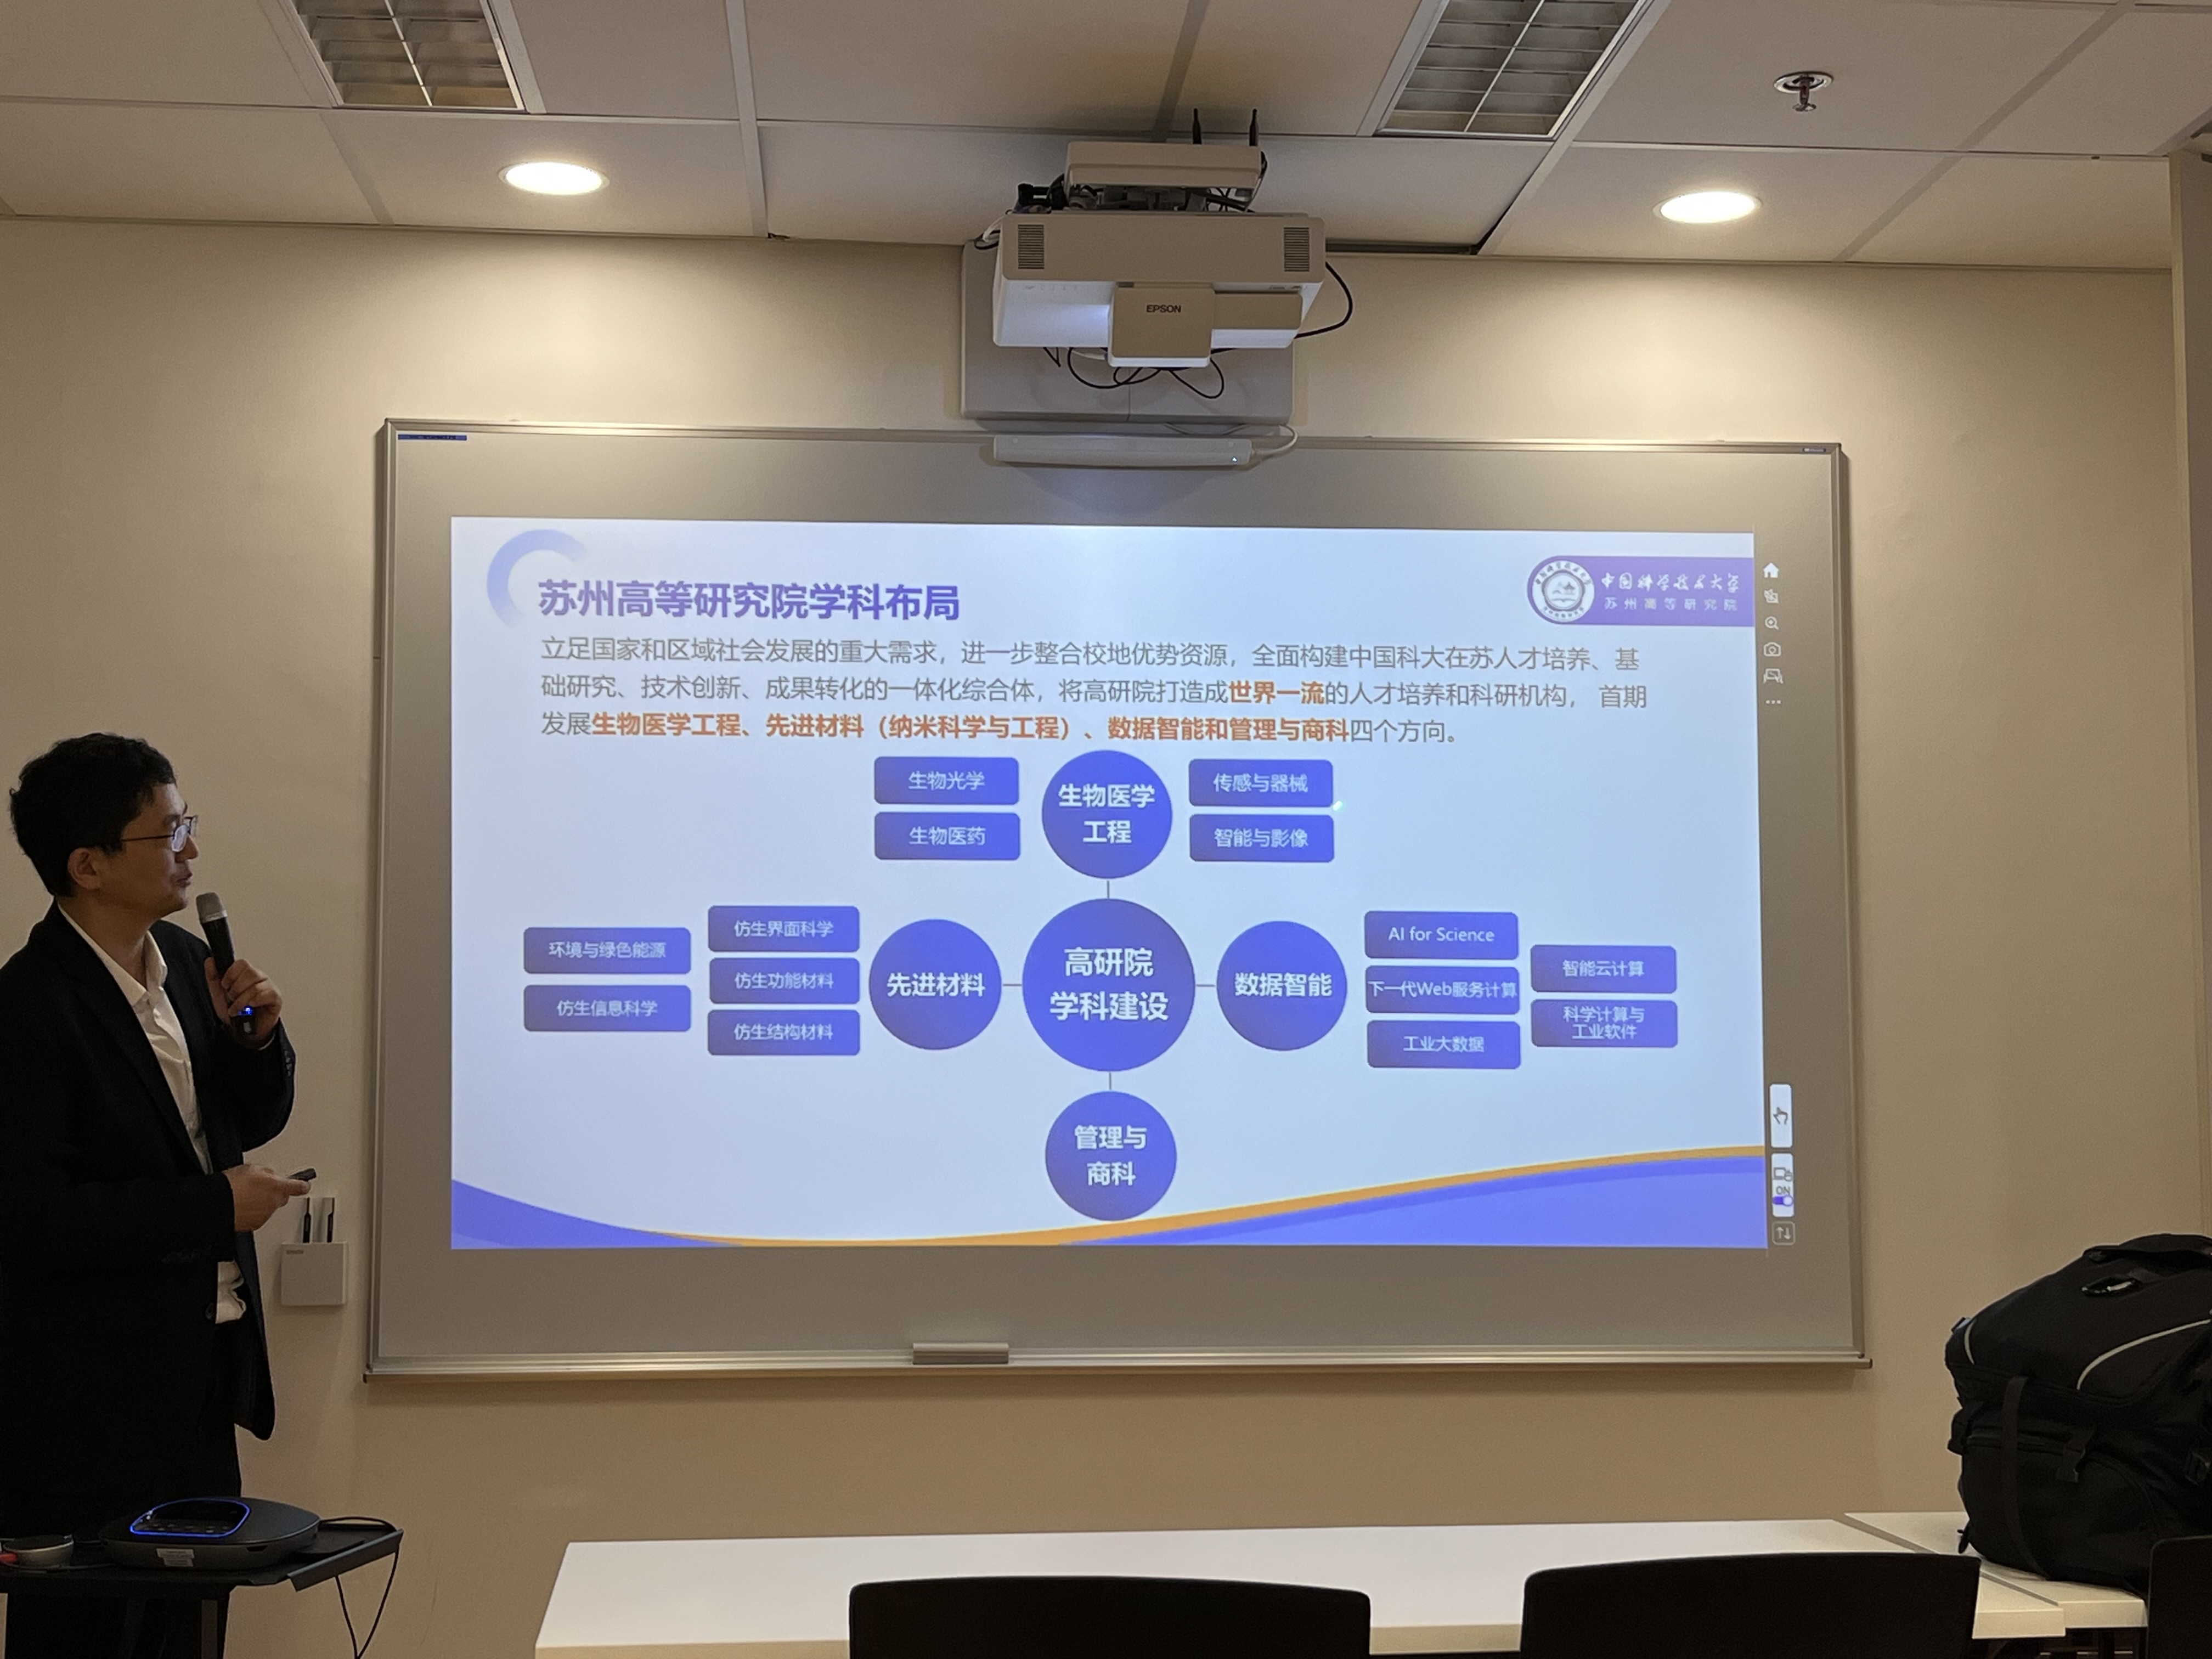 EPSON
苏州高等研究院学科布局
中国科学技术大学
苏州高等研究院
立足国家和区域社会发展的重大需求，进一步整合校地优势资源，全面构建中国科大在苏人才培养、基
础研究、技术创新、成果转化的一体化综合体，将高研院打造成世界一流的人才培养和科研机构， 首期
发展生物医学工程、先进材料（纳米科学与工程）、数据智能和管理与商科四个方向。
生物光学
生物医药
生物医学
工程
传感与器械
智能与影像
环境与绿色能源
仿生信息科学
仿生界面科学
仿生功能材料
仿生结构材料
先进材料
高研院
学科建设
数据智能
AI for Science
下一代Web服务计算
工业大数据
智能云计算
科学计算与
工业软件
管理与
商科
ON